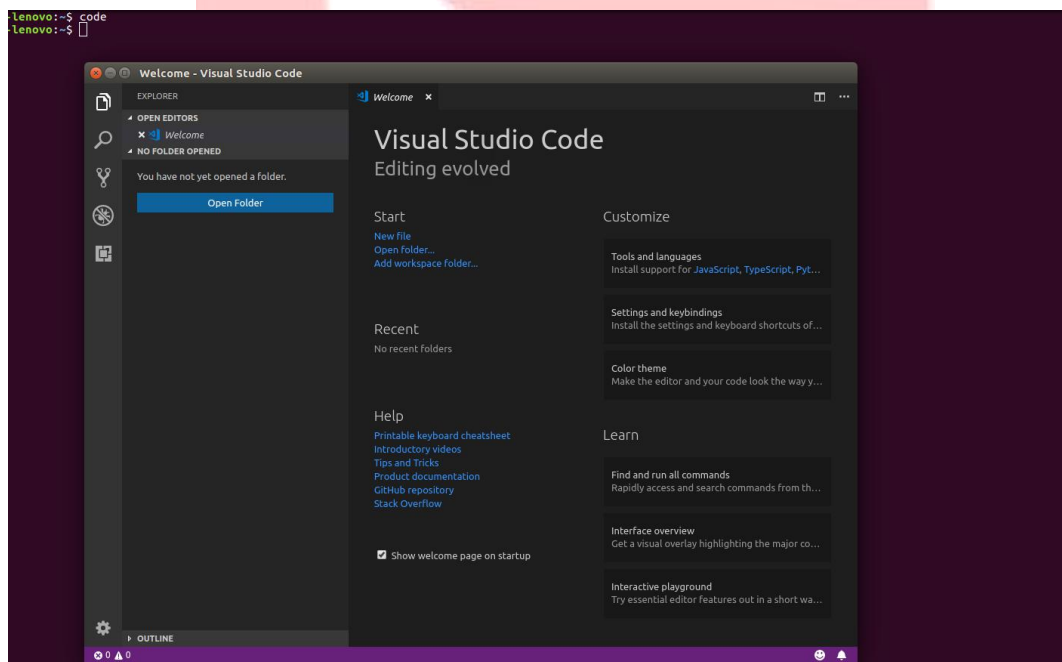 -lenovo:~$ code
-lenovo:~$
Welcome - Visual Studio Code
EXPLORER
OPEN EDITORS
Welcome
NO FOLDER OPENED
You have not yet opened a folder.
Open Folder
OUTLINE
Welcome
Visual Studio Code
Editing evolved
Start
New file
Open folder...
Add workspace folder...
Recent
No recent folders
Help
Printable keyboard cheatsheet
Introductory videos
Tips and Tricks
Product documentation
GitHub repository
Stack Overflow
Show welcome page on startup
Customize
Tools and languages
Install support for JavaScript, TypeScript, Pyt...
Settings and keybindings
Install the settings and keyboard shortcuts of...
Color theme
Make the editor and your code look the way y...
Learn
Find and run all commands
Rapidly access and search commands from th...
Interface overview
Get a visual overlay highlighting the major co...
Interactive playground
Try essential editor features out in a short wa...
0 0